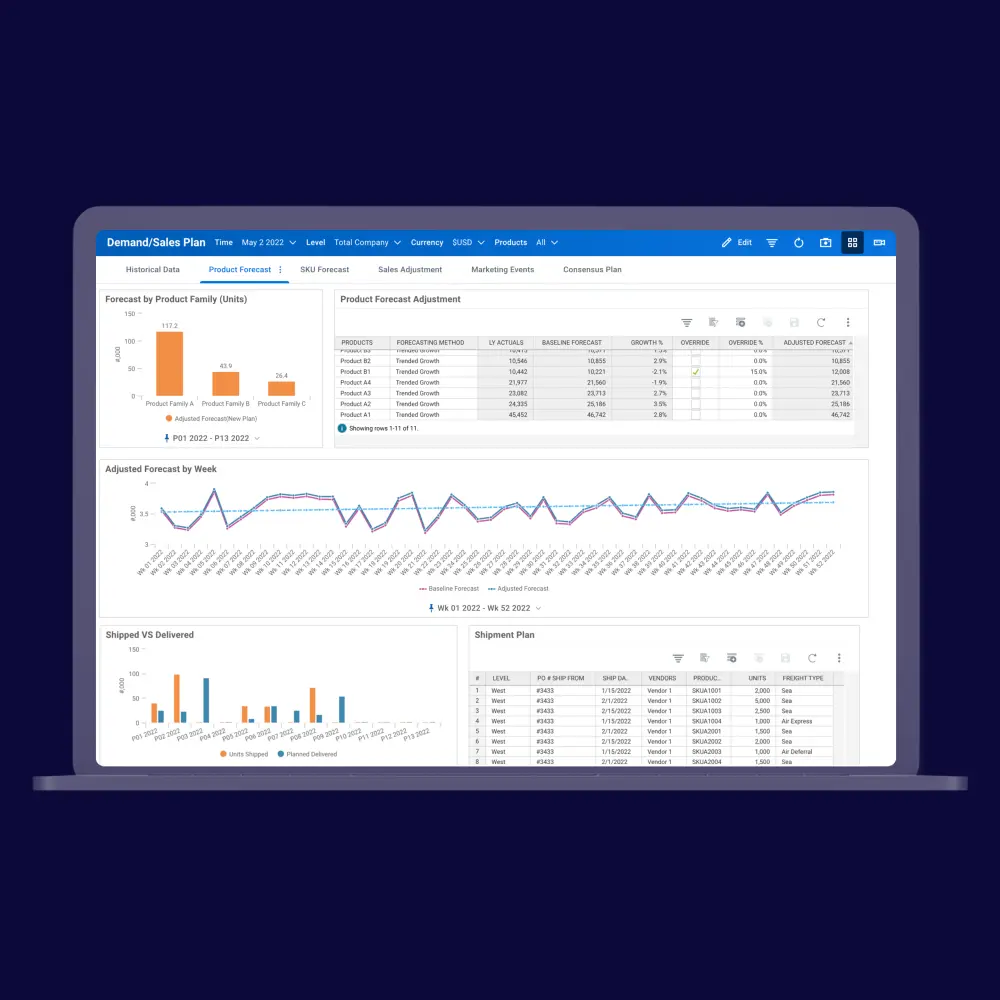 Demand/Sales Plan Time May 2 2022 Level Total Company Currency $USD Products All Edit
Historical Data Product Forecast SKU Forecast Sales Adjustment Marketing Events Consensus Plan
Forecast by Product Family (Units)
150
117.2
100
#,000
43.9
50
26.4
0
Product Family A Product Family B Product Family C
Adjusted Forecast(New Plan)
P01 2022 - P13 2022
Product Forecast Adjustment
PRODUCTS FORECASTING METHOD LY ACTUALS BASELINE FORECAST GROWTH % OVERRIDE OVERRIDE % ADJUSTED FORECAST
Product B3 Trended Growth 10,415 10,571 1.5% 0.0% 10,571
Product B2 Trended Growth 10,546 10,855 2.9% 0.0% 10,855
Product B1 Trended Growth 10,442 10,221 -2.1% 15.0% 12,008
Product A4 Trended Growth 21,977 21,560 -1.9% 0.0% 21,560
Product A3 Trended Growth 23,082 23,713 2.7% 0.0% 23,713
Product A2 Trended Growth 24,335 25,186 3.5% 0.0% 25,186
Product A1 Trended Growth 45,452 46,742 2.8% 0.0% 46,742
Showing rows 1-11 of 11.
Adjusted Forecast by Week
4
#,000
3.5
3
Wk 01 2022 Wk 02 2022 Wk 03 2022 Wk 04 2022 Wk 05 2022 Wk 06 2022 Wk 07 2022 Wk 08 2022 Wk 09 2022 Wk 10 2022 Wk 11 2022 Wk 12 2022 Wk 13 2022 Wk 14 2022 Wk 15 2022 Wk 16 2022 Wk 17 2022 Wk 18 2022 Wk 19 2022 Wk 20 2022 Wk 21 2022 Wk 22 2022 Wk 23 2022 Wk 24 2022 Wk 25 2022 Wk 26 2022 Wk 27 2022 Wk 28 2022 Wk 29 2022 Wk 30 2022 Wk 31 2022 Wk 32 2022 Wk 33 2022 Wk 34 2022 Wk 35 2022 Wk 36 2022 Wk 37 2022 Wk 38 2022 Wk 39 2022 Wk 40 2022 Wk 41 2022 Wk 42 2022 Wk 43 2022 Wk 44 2022 Wk 45 2022 Wk 46 2022 Wk 47 2022 Wk 48 2022 Wk 49 2022 Wk 50 2022 Wk 51 2022 Wk 52 2022
Baseline Forecast Adjusted Forecast
Wk 01 2022 - Wk 52 2022
Shipped VS Delivered
150
100
#,000
50
0
P01 2022 P02 2022 P03 2022 P04 2022 P05 2022 P06 2022 P07 2022 P08 2022 P09 2022 P10 2022 P11 2022 P12 2022 P13 2022
Units Shipped Planned Delivered
Shipment Plan
# LEVEL PO # SHIP FROM SHIP DA.. VENDORS PRODUC... UNITS FREIGHT TYPE
1 West #3433 1/15/2022 Vendor 1 SKUA1001 2,000 Sea
2 West #3433 2/1/2022 Vendor 1 SKUA1002 5,000 Sea
3 West #3433 2/15/2022 Vendor 1 SKUA1003 2,500 Sea
4 West #3433 1/15/2022 Vendor 1 SKUA1004 1,000 Air Express
5 West #3433 2/1/2022 Vendor 1 SKUA2001 1,500 Sea
6 West #3433 2/15/2022 Vendor 1 SKUA2002 2,000 Sea
7 West #3433 1/15/2022 Vendor 1 SKUA2003 1,000 Air Deferral
8 West #3433 2/1/2022 Vendor 1 SKUA2004 1,500 Sea